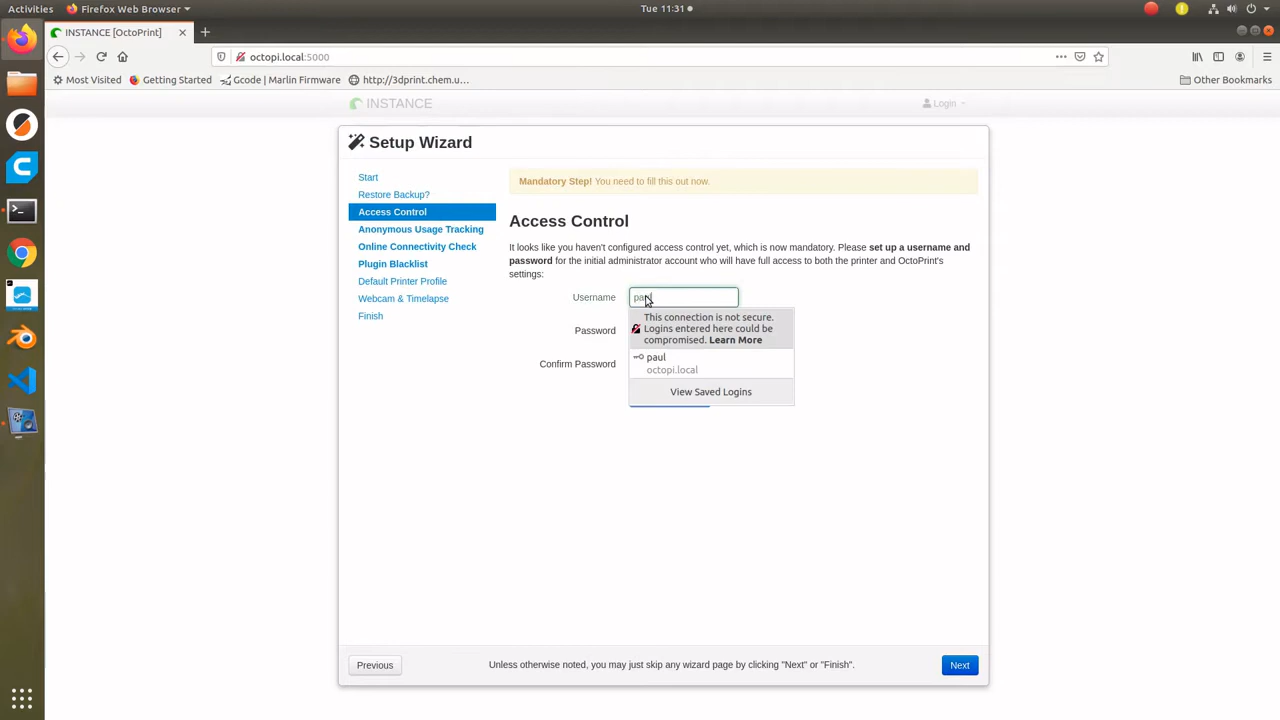 Activities
Firefox Web Browser
Tue 11:31
INSTANCE [OctoPrint]
octopi.local:5000
Most Visited
Getting Started
Gcode | Marlin Firmware
http://3dprint.chem.u…
Other Bookmarks
INSTANCE
Login
Setup Wizard
Start
Restore Backup?
Access Control
Anonymous Usage Tracking
Online Connectivity Check
Plugin Blacklist
Default Printer Profile
Webcam & Timelapse
Finish
Mandatory Step! You need to fill this out now.
Access Control
It looks like you haven't configured access control yet, which is now mandatory. Please set up a username and
password for the initial administrator account who will have full access to both the printer and OctoPrint's
settings:
Username
paul
Password
Confirm Password
This connection is not secure.
Logins entered here could be
compromised. Learn More
paul
octopi.local
View Saved Logins
Previous
Unless otherwise noted, you may just skip any wizard page by clicking "Next" or "Finish".
Next